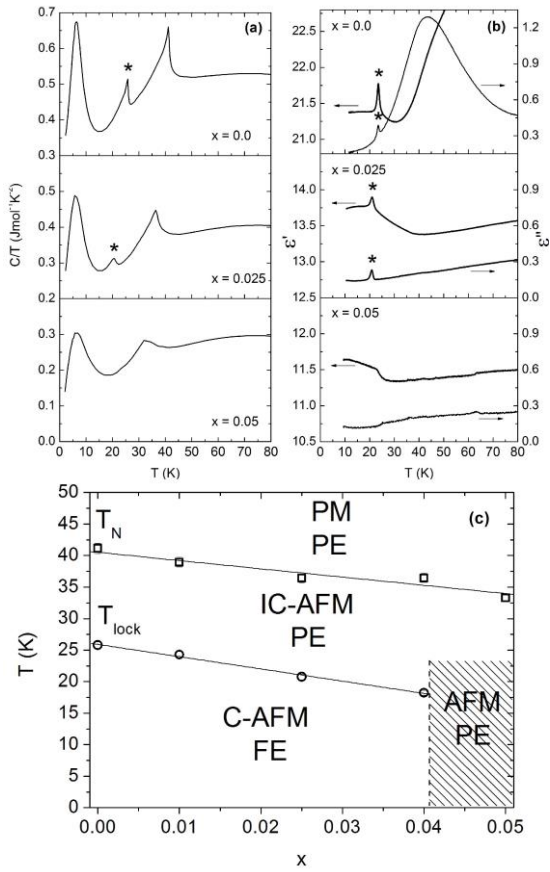 (a)
0.7
0.6
0.5
0.4
0.3
*
x = 0.0
0.5
0.4
0.3
0.2
*
x = 0.025
0.4
0.3
0.2
0.1
0.0
x = 0.05
C/T (Jmol⁻¹K⁻²)
0 10 20 30 40 50 60 70 80
T (K)
x = 0.0 (b)
22.5
22.0
21.5
21.0
*
*
1.2
0.9
0.6
0.3
x = 0.025
14.0
13.5
13.0
12.5
*
*
0.9
0.6
0.3
0.0
x = 0.05
12.0
11.5
11.0
10.5
0.9
0.6
0.3
0.0
ε'
ε''
0 10 20 30 40 50 60 70 80
T (K)
(c)
50
45
40
35
30
25
20
15
10
5
0
T (K)
T_N
PM
PE
IC-AFM
PE
T_lock
C-AFM
FE
AFM
PE
0.00 0.01 0.02 0.03 0.04 0.05
x